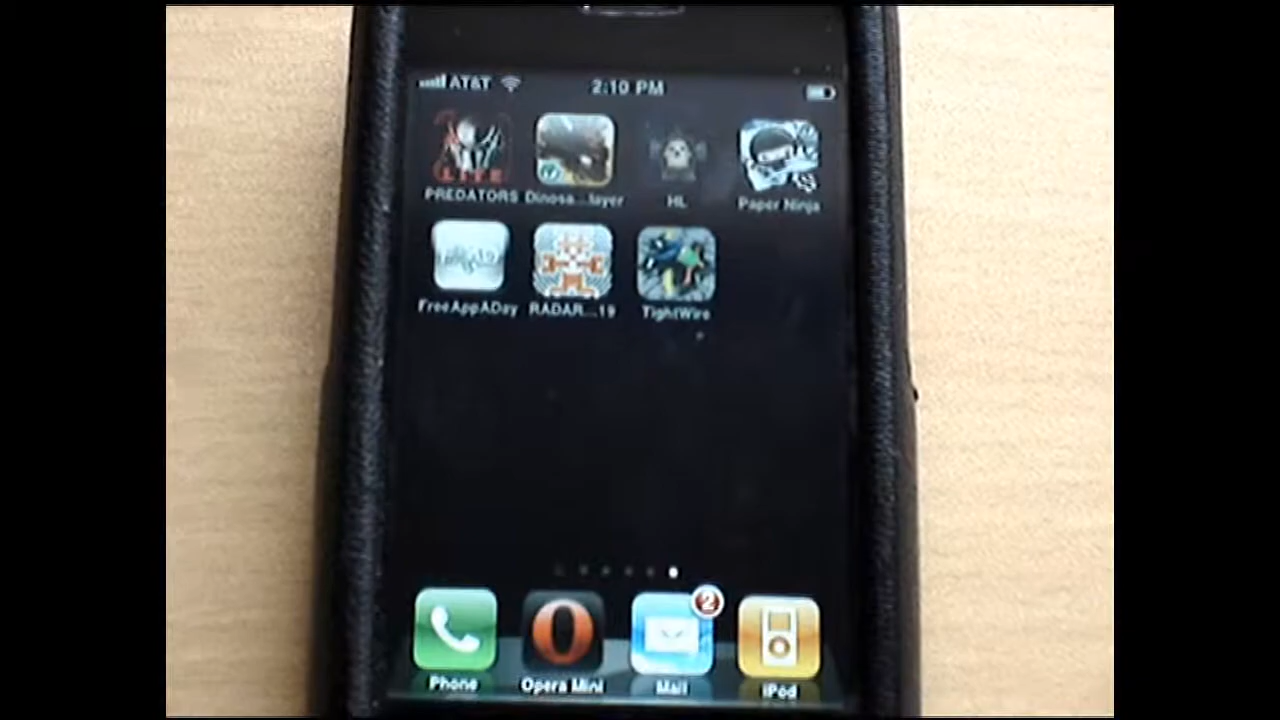 AT&T 2:10 PM
LITE
PREDATORS Dinosa...layer HL Paper Ninja
FreeAppADay RADAR...19 TightWire
2
Phone Opera Mini Mail iPod